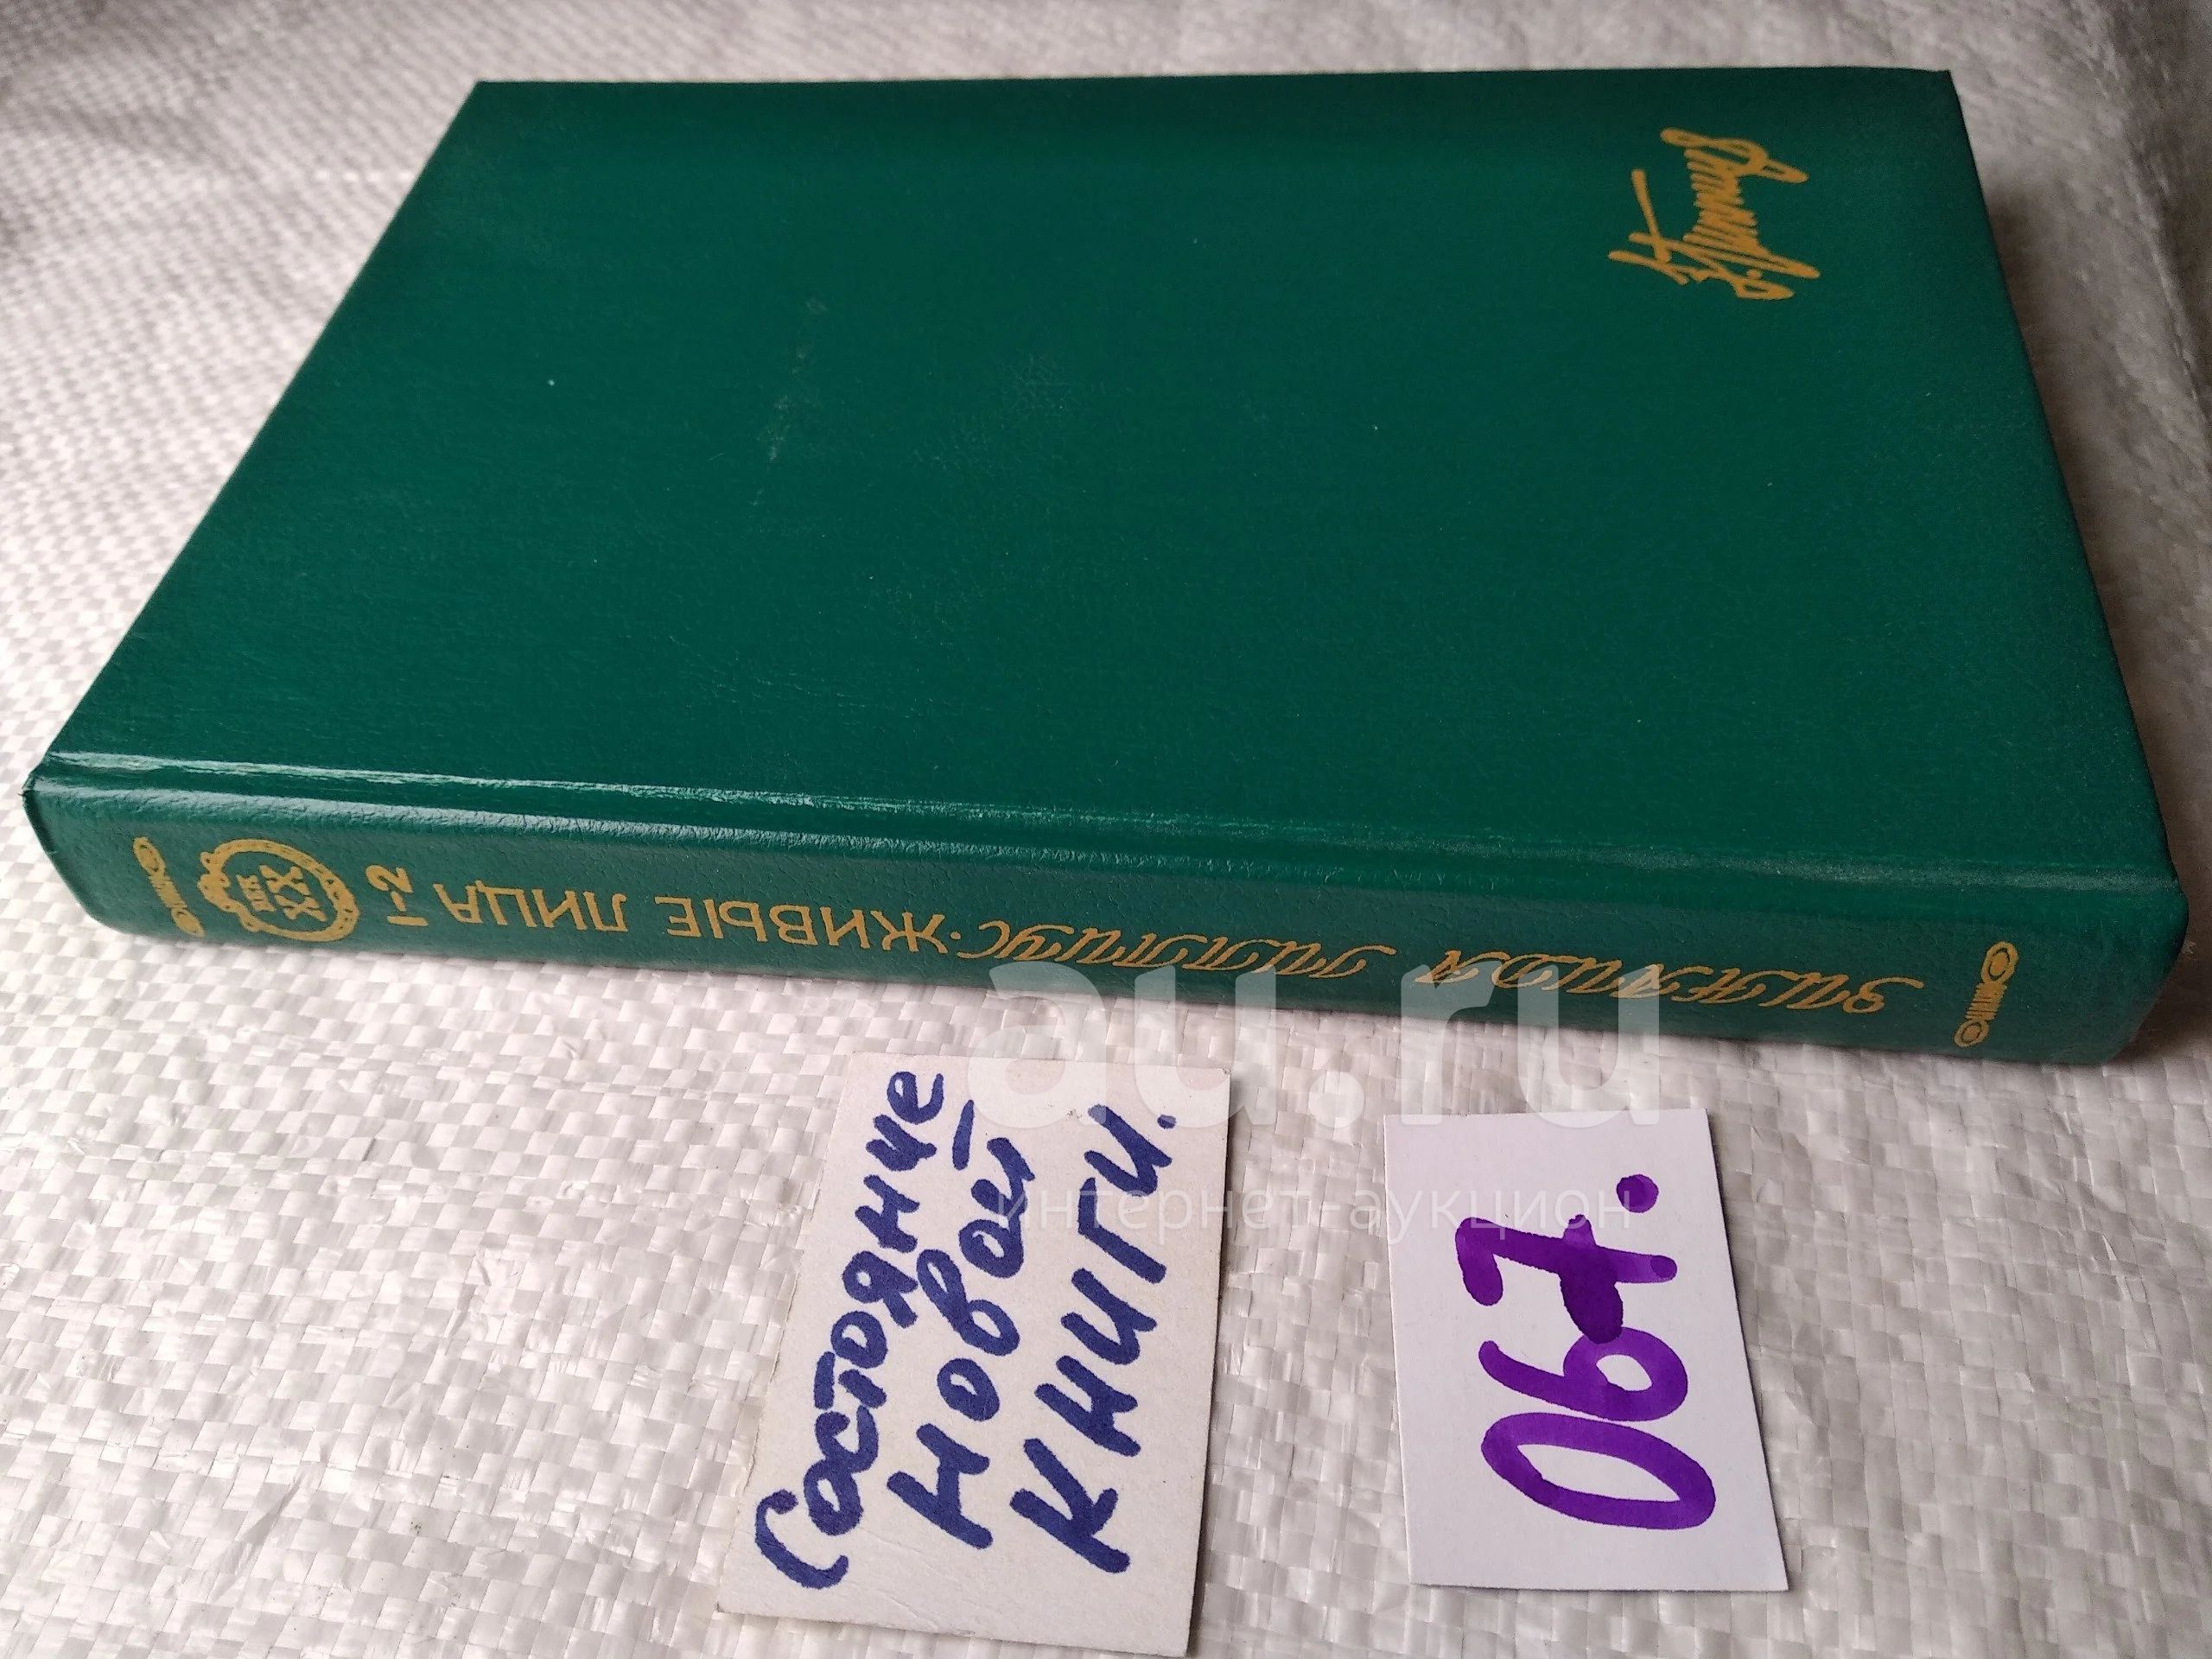 З. Гиппиус
ЗИНАИДА ГИППИУС · ЖИВЫЕ ЛИЦА
1-2
ВЕК
XX
Состояние
новой
книги.
067.
au.ru
интернет-аукцион